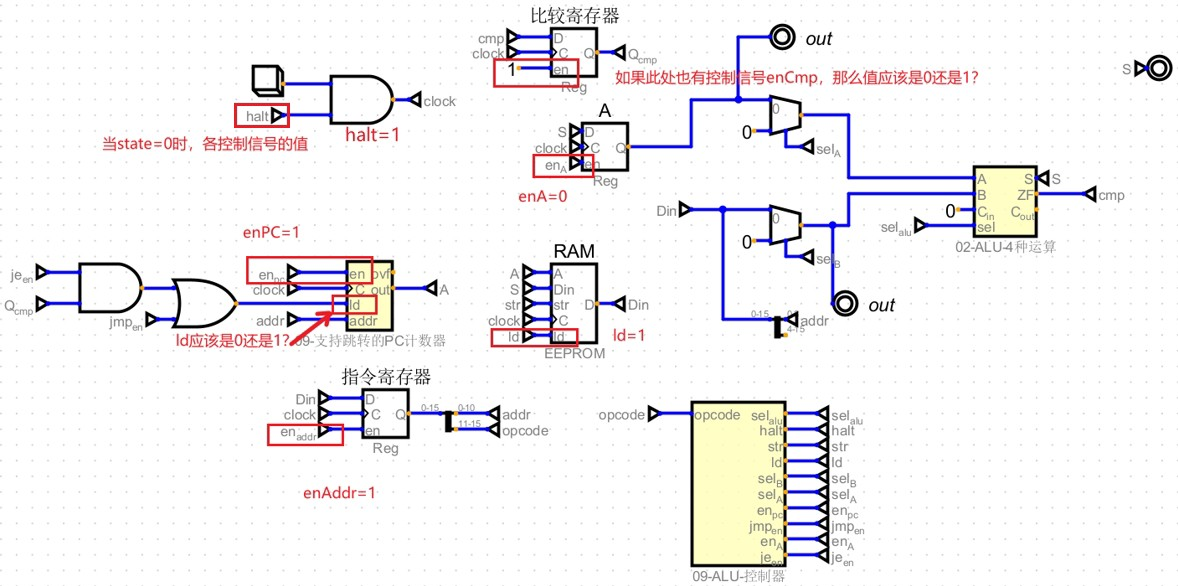 比较寄存器
cmp
D
clock
C
Q
Qcmp
1
en
Reg
如果此处也有控制信号enCmp，那么值应该是0还是1？
out
S
halt
clock
halt=1
当state=0时，各控制信号的值
A
S
D
clock
C
Q
enA
en
Reg
enA=0
0
0
selA
Din
0
0
selB
out
0-15
0-
4-15
addr
A
B
0
Cin
selalu
sel
S
S
ZF
cmp
Cout
02-ALU-4种运算
enPC=1
jeen
Qcmp
jmpen
enpc
en
ovf
clock
C
out
A
ld
addr
addr
ld应该是0还是1？
09-支持跳转的PC计数器
RAM
A
A
S
Din
str
str
D
Din
clock
C
ld
ld
ld=1
EEPROM
指令寄存器
Din
D
clock
C
Q
enaddr
en
Reg
0-15
0-10
addr
11-15
opcode
enAddr=1
opcode
opcode
selalu
selalu
halt
halt
str
str
ld
ld
selB
selB
selA
selA
enpc
enpc
jmpen
jmpen
enA
enA
jeen
jeen
09-ALU-控制器